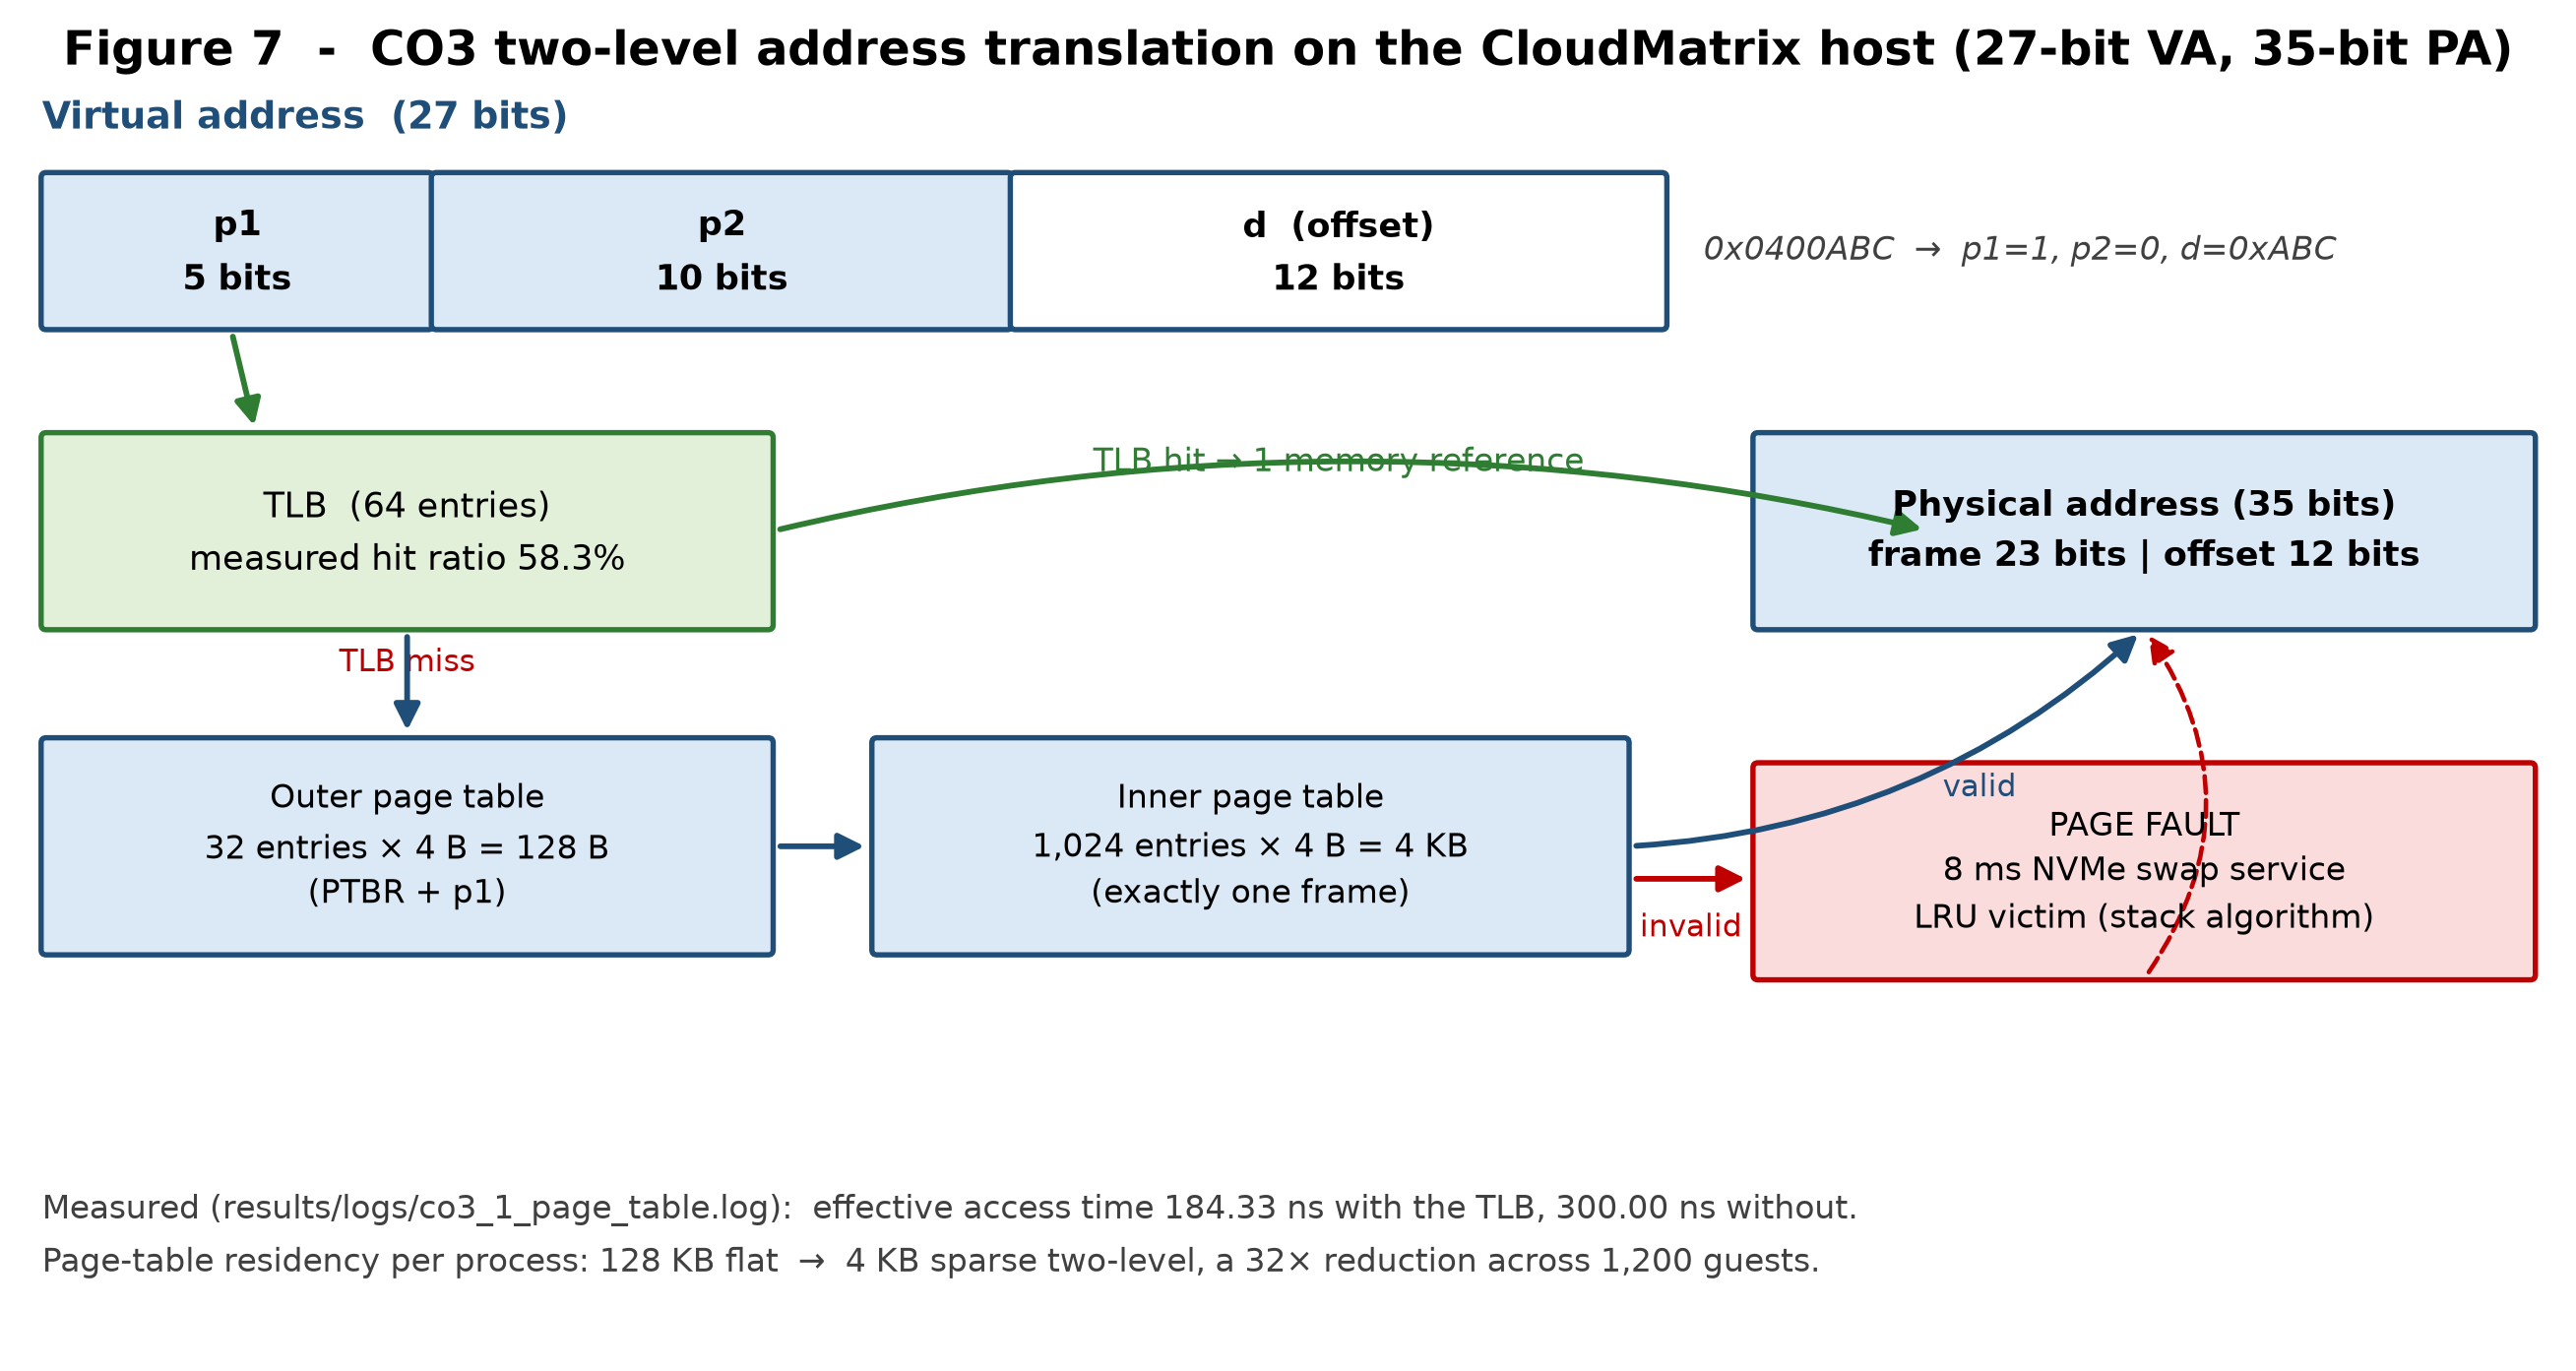 Figure 7 - CO3 two-level address translation on the CloudMatrix host (27-bit VA, 35-bit PA)
Virtual address (27 bits)
p1
5 bits
p2
10 bits
d (offset)
12 bits
0x0400ABC → p1=1, p2=0, d=0xABC
TLB (64 entries)
measured hit ratio 58.3%
TLB hit → 1 memory reference
Physical address (35 bits)
frame 23 bits | offset 12 bits
TLB miss
Outer page table
32 entries × 4 B = 128 B
(PTBR + p1)
Inner page table
1,024 entries × 4 B = 4 KB
(exactly one frame)
valid
invalid
PAGE FAULT
8 ms NVMe swap service
LRU victim (stack algorithm)
Measured (results/logs/co3_1_page_table.log): effective access time 184.33 ns with the TLB, 300.00 ns without.
Page-table residency per process: 128 KB flat → 4 KB sparse two-level, a 32× reduction across 1,200 guests.